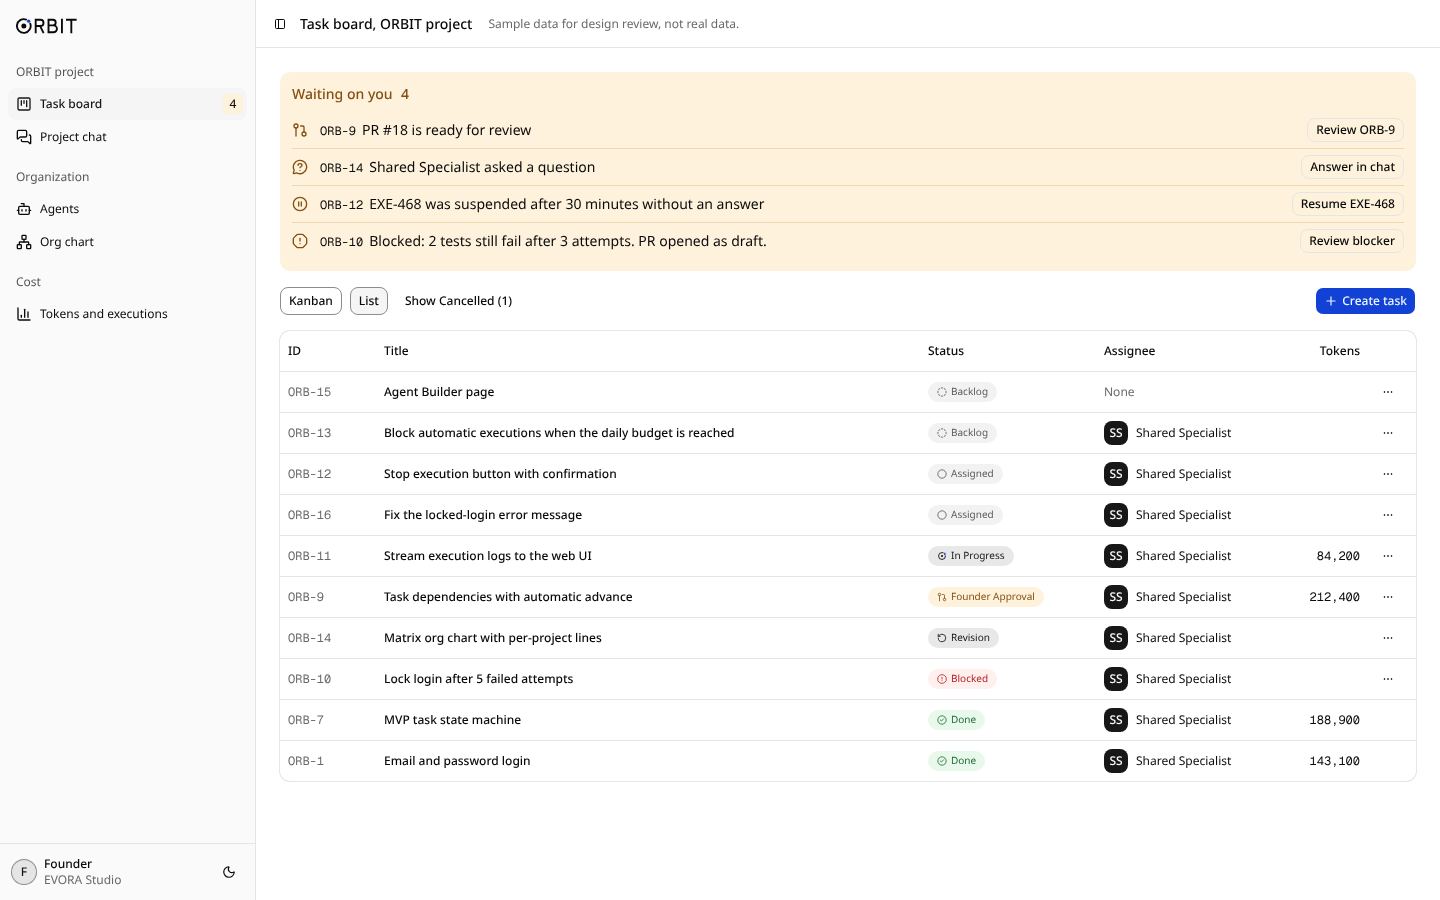 ORBIT
ORBIT project
Task board 4
Project chat
Organization
Agents
Org chart
Cost
Tokens and executions
Founder
F
EVORA Studio
Task board, ORBIT project Sample data for design review, not real data.
Waiting on you 4
ORB-9 PR #18 is ready for review Review ORB-9
ORB-14 Shared Specialist asked a question Answer in chat
ORB-12 EXE-468 was suspended after 30 minutes without an answer Resume EXE-468
ORB-10 Blocked: 2 tests still fail after 3 attempts. PR opened as draft. Review blocker
Kanban List Show Cancelled (1) + Create task
ID Title Status Assignee Tokens
ORB-15 Agent Builder page Backlog None ...
ORB-13 Block automatic executions when the daily budget is reached Backlog SS Shared Specialist ...
ORB-12 Stop execution button with confirmation Assigned SS Shared Specialist ...
ORB-16 Fix the locked-login error message Assigned SS Shared Specialist ...
ORB-11 Stream execution logs to the web UI In Progress SS Shared Specialist 84,200 ...
ORB-9 Task dependencies with automatic advance Founder Approval SS Shared Specialist 212,400 ...
ORB-14 Matrix org chart with per-project lines Revision SS Shared Specialist ...
ORB-10 Lock login after 5 failed attempts Blocked SS Shared Specialist ...
ORB-7 MVP task state machine Done SS Shared Specialist 188,900
ORB-1 Email and password login Done SS Shared Specialist 143,100